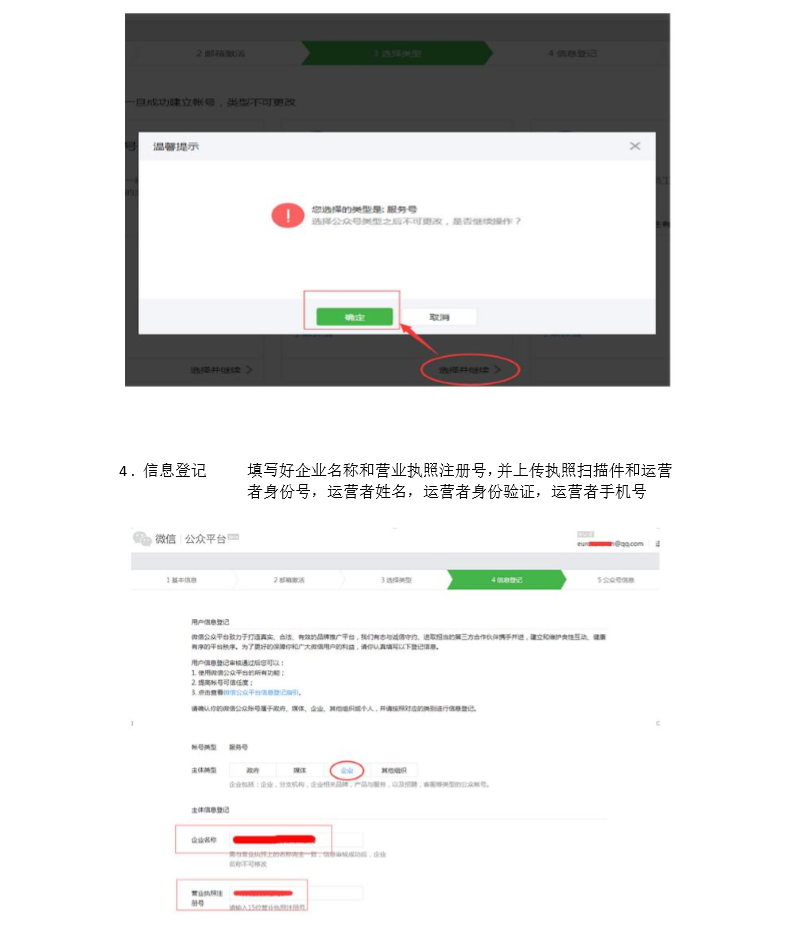 2 邮箱激活
3 选择类型
4 信息登记
一旦成功建立帐号，类型不可更改
温馨提示
您选择的类型是: 服务号
选择公众号类型之后不可更改，是否继续操作？
确定
取消
选择并继续
选择并继续
4. 信息登记 填写好企业名称和营业执照注册号,并上传执照扫描件和运营
者身份号，运营者姓名，运营者身份验证，运营者手机号
微信 | 公众平台
@qq.com
1 基本信息
2 邮箱激活
3 选择类型
4 信息登记
5 公众号信息
用户信息登记
微信公众平台致力于打造真实、合法、有效的品牌推广平台，我们有志与诚信守约、进取担当的第三方合作伙伴携手并进，建立和维护良性互动、健康
有序的平台秩序。为了更好的保障你和广大微信用户的利益，请你认真填写以下登记信息。
用户信息登记审核通过后您可以：
1. 使用微信公众平台的所有功能；
2. 提高帐号可信任度；
3. 点击查看微信公众平台信息登记指引。
请确认你的微信公众账号属于政府、媒体、企业、其他组织或个人，并请按照对应的类别进行信息登记。
帐号类型 服务号
主体类型 政府 媒体 企业 其他组织
企业包括：企业，分支机构，企业相关品牌，产品与服务，以及招聘，客服等类型的公众帐号。
主体信息登记
企业名称
需与营业执照上的名称完全一致，信息审核成功后，企业
名称不可修改
营业执照注
册号
请输入15位营业执照注册号